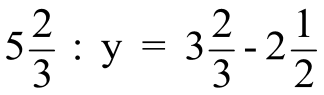 5 2/3 : y = 3 2/3 - 2 1/2